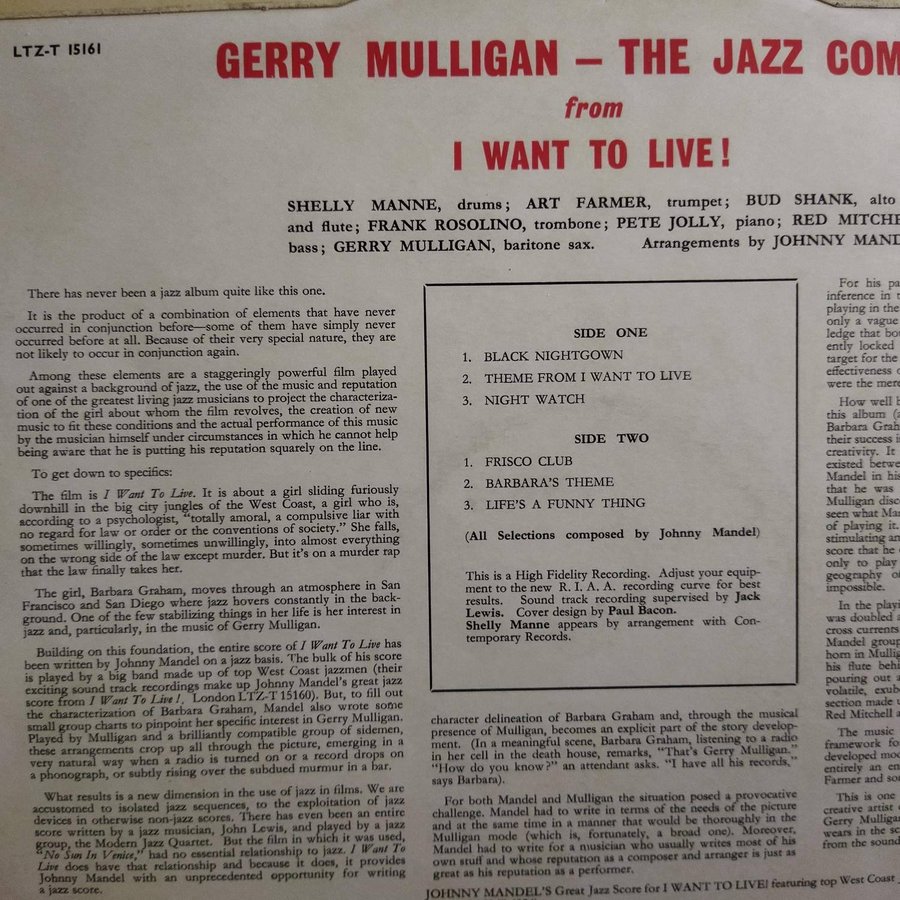 LTZ-T 15161
GERRY MULLIGAN – THE JAZZ COM
from
I WANT TO LIVE!
SHELLY MANNE, drums; ART FARMER, trumpet; BUD SHANK, alto
and flute; FRANK ROSOLINO, trombone; PETE JOLLY, piano; RED MITCHE
bass; GERRY MULLIGAN, baritone sax. Arrangements by JOHNNY MAND
There has never been a jazz album quite like this one.
It is the product of a combination of elements that have never
occurred in conjunction before—some of them have simply never
occurred before at all. Because of their very special nature, they are
not likely to occur in conjunction again.
Among these elements are a staggeringly powerful film played
out against a background of jazz, the use of the music and reputation
of one of the greatest living jazz musicians to project the characteriza-
tion of the girl about whom the film revolves, the creation of new
music to fit these conditions and the actual performance of this music
by the musician himself under circumstances in which he cannot help
being aware that he is putting his reputation squarely on the line.
To get down to specifics:
The film is I Want To Live. It is about a girl sliding furiously
downhill in the big city jungles of the West Coast, a girl who is,
according to a psychologist, “totally amoral, a compulsive liar with
no regard for law or order or the conventions of society.” She falls,
sometimes willingly, sometimes unwillingly, into almost everything
on the wrong side of the law except murder. But it’s on a murder rap
that the law finally takes her.
The girl, Barbara Graham, moves through an atmosphere in San
Francisco and San Diego where jazz hovers constantly in the back-
ground. One of the few stabilizing things in her life is her interest in
jazz and, particularly, in the music of Gerry Mulligan.
Building on this foundation, the entire score of I Want To Live has
been written by Johnny Mandel on a jazz basis. The bulk of his score
is played by a big band made up of top West Coast jazzmen (their
exciting sound track recordings make up Johnny Mandel’s great jazz
score from I Want To Live!, London LTZ-T 15160). But, to fill out
the characterization of Barbara Graham, Mandel also wrote some
small group charts to pinpoint her specific interest in Gerry Mulligan.
Played by Mulligan and a brilliantly compatible group of sidemen,
these arrangements crop up all through the picture, emerging in a
very natural way when a radio is turned on or a record drops on
a phonograph, or subtly rising over the subdued murmur in a bar.
What results is a new dimension in the use of jazz in films. We are
accustomed to isolated jazz sequences, to the exploitation of jazz
devices in otherwise non-jazz scores. There has even been an entire
score written by a jazz musician, John Lewis, and played by a jazz
group, the Modern Jazz Quartet. But the film in which it was used,
“No Sun In Venice,” had no essential relationship to jazz. I Want To
Live does have that relationship and because it does, it provides
Johnny Mandel with an unprecedented opportunity for writing
a jazz score.
SIDE ONE
1. BLACK NIGHTGOWN
2. THEME FROM I WANT TO LIVE
3. NIGHT WATCH
SIDE TWO
1. FRISCO CLUB
2. BARBARA’S THEME
3. LIFE’S A FUNNY THING
(All Selections composed by Johnny Mandel)
This is a High Fidelity Recording. Adjust your equip-
ment to the new R. I. A. A. recording curve for best
results. Sound track recording supervised by Jack
Lewis. Cover design by Paul Bacon.
Shelly Manne appears by arrangement with Con-
temporary Records.
character delineation of Barbara Graham and, through the musical
presence of Mulligan, becomes an explicit part of the story develop-
ment. (In a meaningful scene, Barbara Graham, listening to a radio
in her cell in the death house, remarks, “That’s Gerry Mulligan.”
“How do you know?” an attendant asks. “I have all his records,”
says Barbara).
For both Mandel and Mulligan the situation posed a provocative
challenge. Mandel had to write in terms of the needs of the picture
and at the same time in a manner that would be thoroughly in the
Mulligan mode (which is, fortunately, a broad one). Moreover,
Mandel had to write for a musician who usually writes most of his
own stuff and whose reputation as a composer and arranger is just as
great as his reputation as a performer.
JOHNNY MANDEL’S Great Jazz Score for I WANT TO LIVE! featuring top West Coast
For his pa
inference in t
playing in the
only a vague
ledge that bo
ently locked
target for the
effectiveness o
were the mere
How well b
this album (a
Barbara Grah
their success i
creativity. It
existed betwe
Mandel in his
that he was
Mulligan disc
seen what Man
of playing it.
stimulating an
score that he o
only to play
geography of
impossible.
In the playi
was doubled a
cross currents
Mandel group
horn in Mullig
his flute behi
pouring out a
volatile, exub
section made u
Red Mitchell a
The music
framework fo
developed moo
entirely an en
Farmer and so
This is one
creative artist
Gerry Mulliga
wears in the sc
from the sound